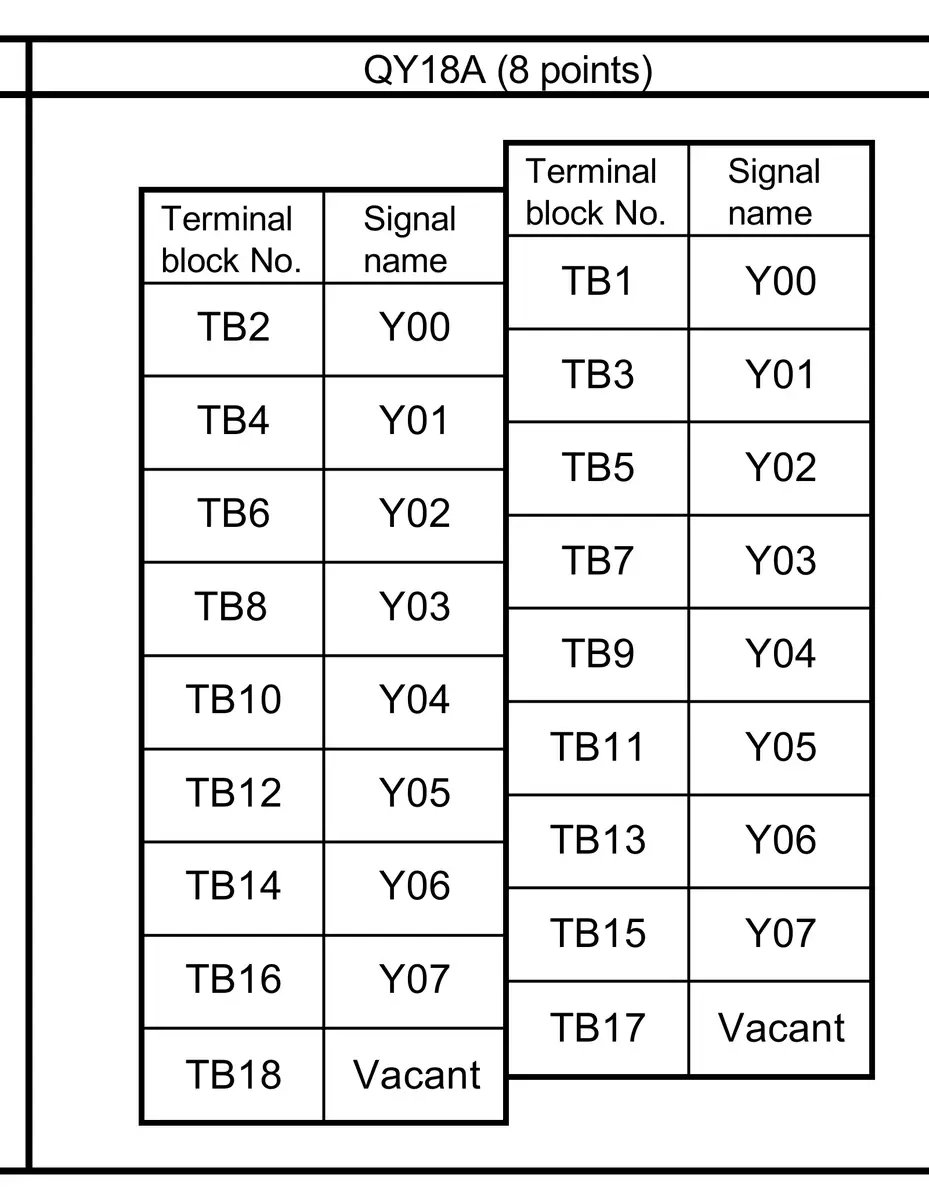 QY18A (8 points)
Terminal block No. Signal name
TB2 Y00
TB4 Y01
TB6 Y02
TB8 Y03
TB10 Y04
TB12 Y05
TB14 Y06
TB16 Y07
TB18 Vacant
Terminal block No. Signal name
TB1 Y00
TB3 Y01
TB5 Y02
TB7 Y03
TB9 Y04
TB11 Y05
TB13 Y06
TB15 Y07
TB17 Vacant